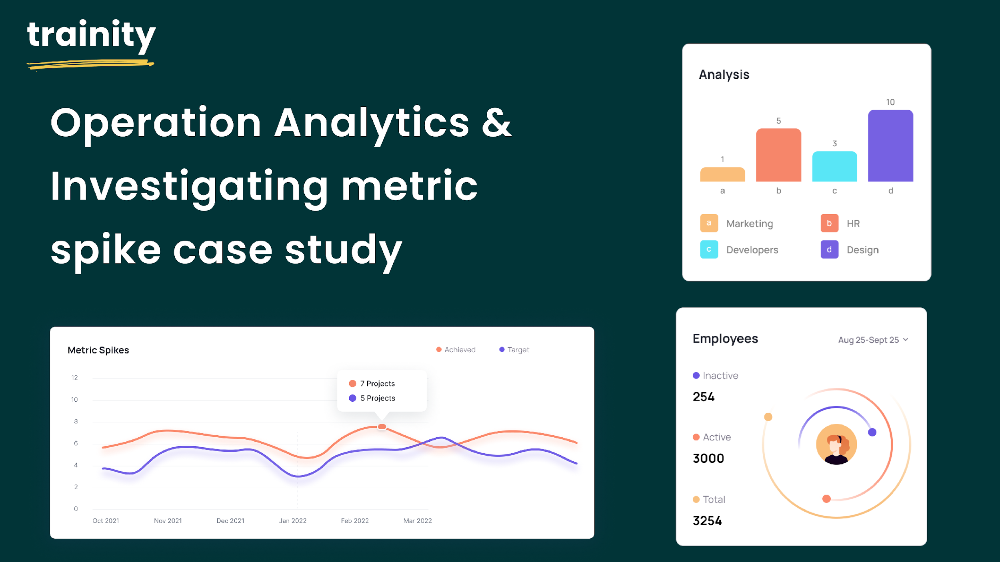 trainity
Operation Analytics &
Investigating metric
spike case study
Analysis
10
5
3
1
a b c d
a Marketing b HR
c Developers d Design
Metric Spikes Achieved Target
7 Projects
5 Projects
12
10
8
6
4
2
0
Oct 2021 Nov 2021 Dec 2021 Jan 2022 Feb 2022 Mar 2022
Employees Aug 25-Sept 25
Inactive
254
Active
3000
Total
3254